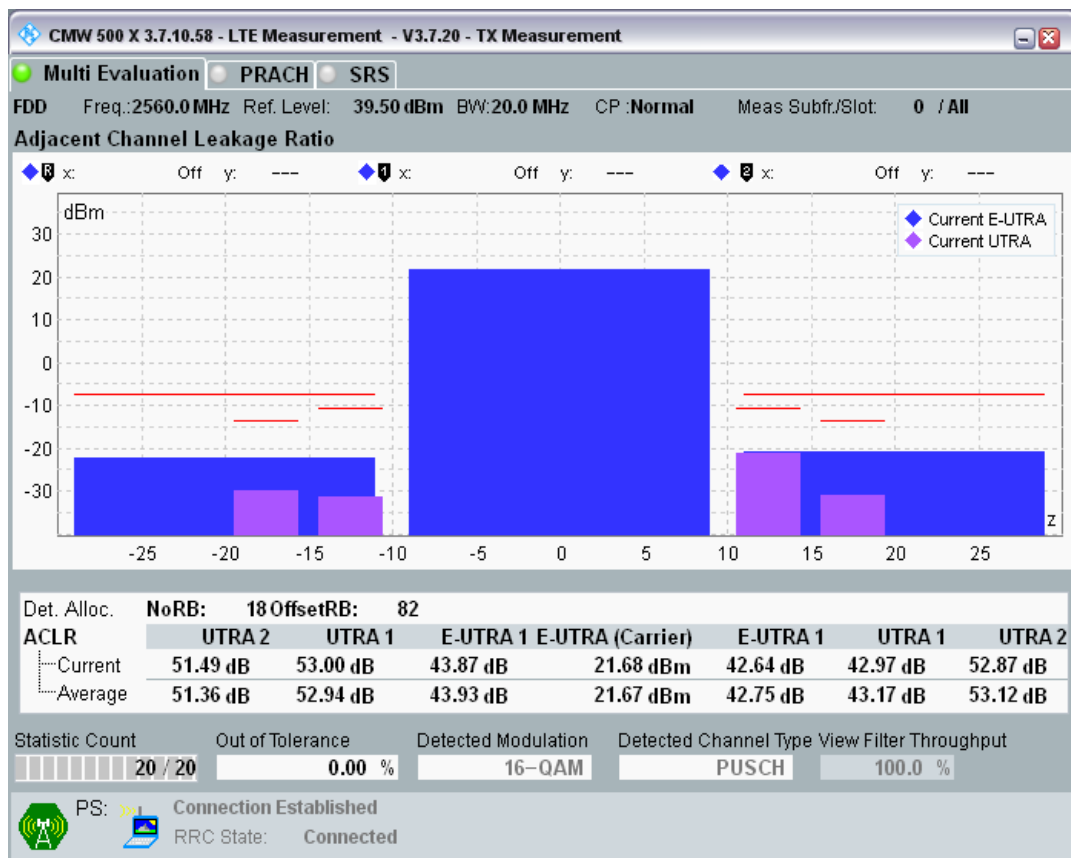 CMW 500 X 3.7.10.58 - LTE Measurement - V3.7.20 - TX Measurement
Multi Evaluation PRACH SRS
FDD Freq.:2560.0 MHz Ref. Level: 39.50 dBm BW:20.0 MHz CP :Normal Meas Subfr./Slot: 0 / All
Adjacent Channel Leakage Ratio
R x: Off y: --- 1 x: Off y: --- 2 x: Off y: ---
dBm
Current E-UTRA
Current UTRA
30
20
10
0
-10
-20
-30
z
-25 -20 -15 -10 -5 0 5 10 15 20 25
Det. Alloc. NoRB: 18 OffsetRB: 82
ACLR UTRA 2 UTRA 1 E-UTRA 1 E-UTRA (Carrier) E-UTRA 1 UTRA 1 UTRA 2
Current 51.49 dB 53.00 dB 43.87 dB 21.68 dBm 42.64 dB 42.97 dB 52.87 dB
Average 51.36 dB 52.94 dB 43.93 dB 21.67 dBm 42.75 dB 43.17 dB 53.12 dB
Statistic Count Out of Tolerance Detected Modulation Detected Channel Type View Filter Throughput
20 / 20 0.00 % 16-QAM PUSCH 100.0 %
PS: Connection Established
RRC State: Connected